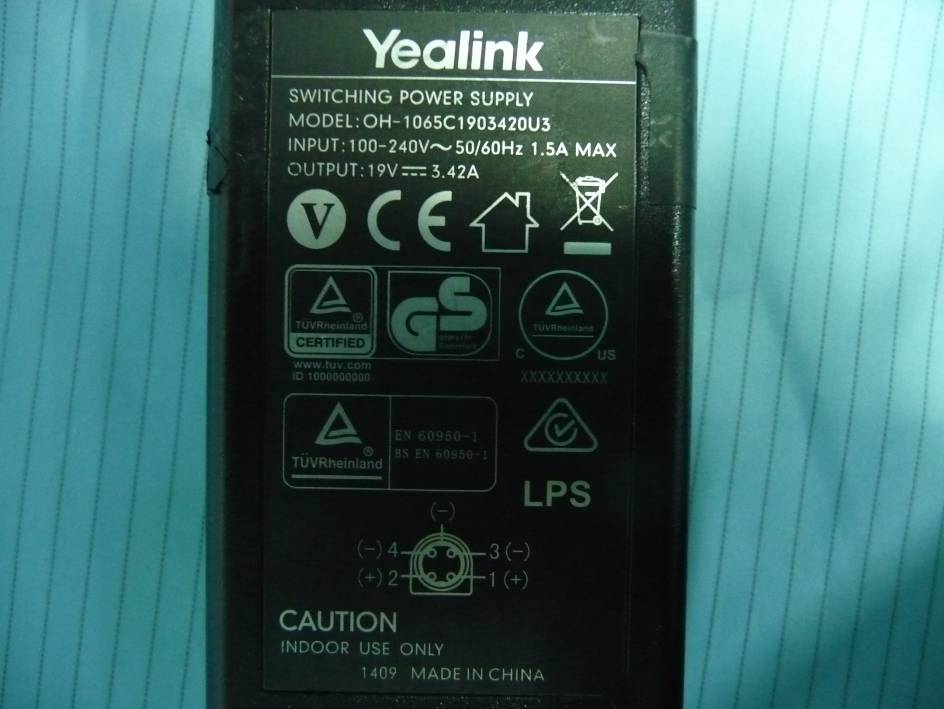 Yealink
SWITCHING POWER SUPPLY
MODEL:OH-1065C1903420U3
INPUT:100-240V～50/60Hz 1.5A MAX
OUTPUT:19V⎓3.42A
V CE
TÜVRheinland®
CERTIFIED
www.tuv.com
ID 1000000000
GS
geprüfte
Sicherheit
TÜVRheinland
C US
XXXXXXXXXX
TÜVRheinland®
EN 60950-1
BS EN 60950-1
LPS
(-)
(-)4 3(-)
(+)2 1(+)
CAUTION
INDOOR USE ONLY
1409 MADE IN CHINA